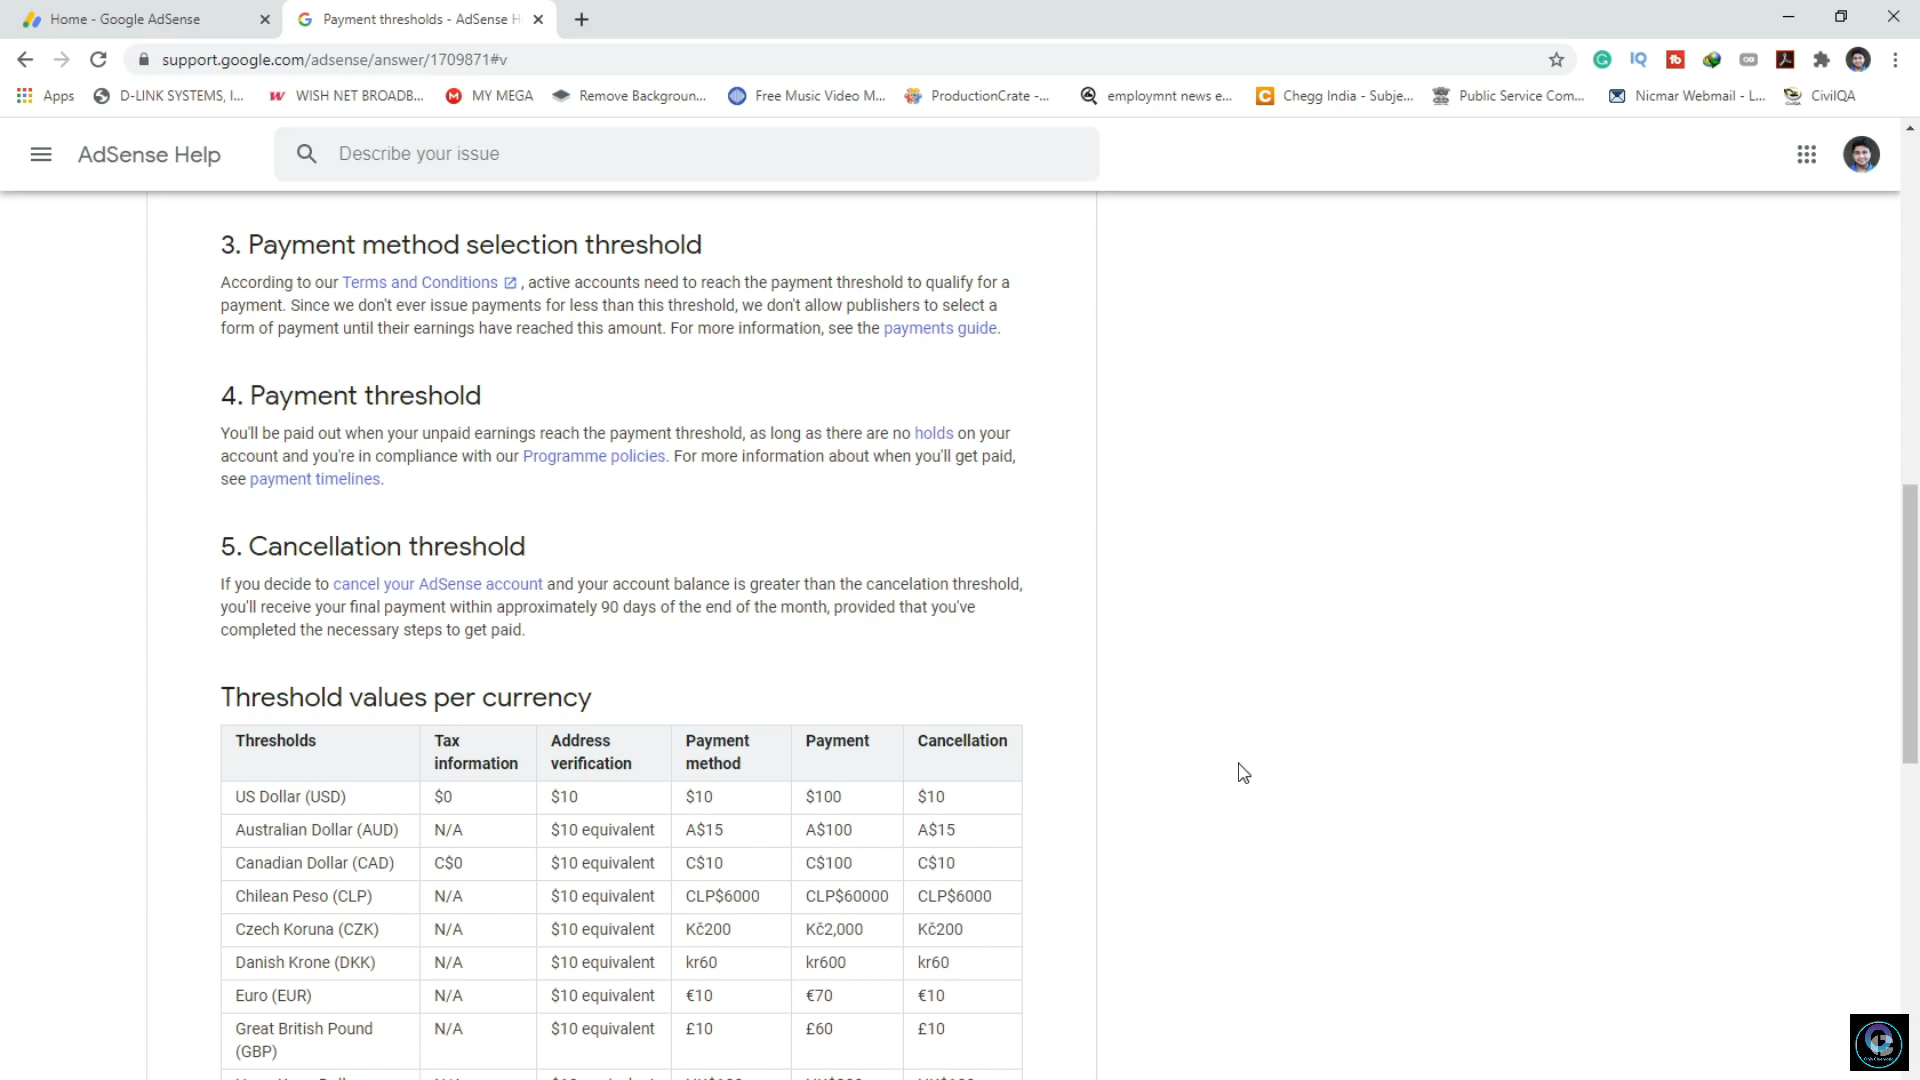 Home - Google AdSense
Payment thresholds - AdSense H
support.google.com/adsense/answer/1709871#v
Apps
D-LINK SYSTEMS, I...
WISH NET BROADB...
MY MEGA
Remove Backgroun...
Free Music Video M...
ProductionCrate -...
employmnt news e...
Chegg India - Subje...
Public Service Com...
Nicmar Webmail - L...
CivilQA
AdSense Help
Describe your issue
3. Payment method selection threshold
According to our Terms and Conditions , active accounts need to reach the payment threshold to qualify for a
payment. Since we don't ever issue payments for less than this threshold, we don't allow publishers to select a
form of payment until their earnings have reached this amount. For more information, see the payments guide.
4. Payment threshold
You'll be paid out when your unpaid earnings reach the payment threshold, as long as there are no holds on your
account and you're in compliance with our Programme policies. For more information about when you'll get paid,
see payment timelines.
5. Cancellation threshold
If you decide to cancel your AdSense account and your account balance is greater than the cancelation threshold,
you'll receive your final payment within approximately 90 days of the end of the month, provided that you've
completed the necessary steps to get paid.
Threshold values per currency
Thresholds Tax information Address verification Payment method Payment Cancellation
US Dollar (USD) $0 $10 $10 $100 $10
Australian Dollar (AUD) N/A $10 equivalent A$15 A$100 A$15
Canadian Dollar (CAD) C$0 $10 equivalent C$10 C$100 C$10
Chilean Peso (CLP) N/A $10 equivalent CLP$6000 CLP$60000 CLP$6000
Czech Koruna (CZK) N/A $10 equivalent Kč200 Kč2,000 Kč200
Danish Krone (DKK) N/A $10 equivalent kr60 kr600 kr60
Euro (EUR) N/A $10 equivalent €10 €70 €10
Great British Pound (GBP) N/A $10 equivalent £10 £60 £10